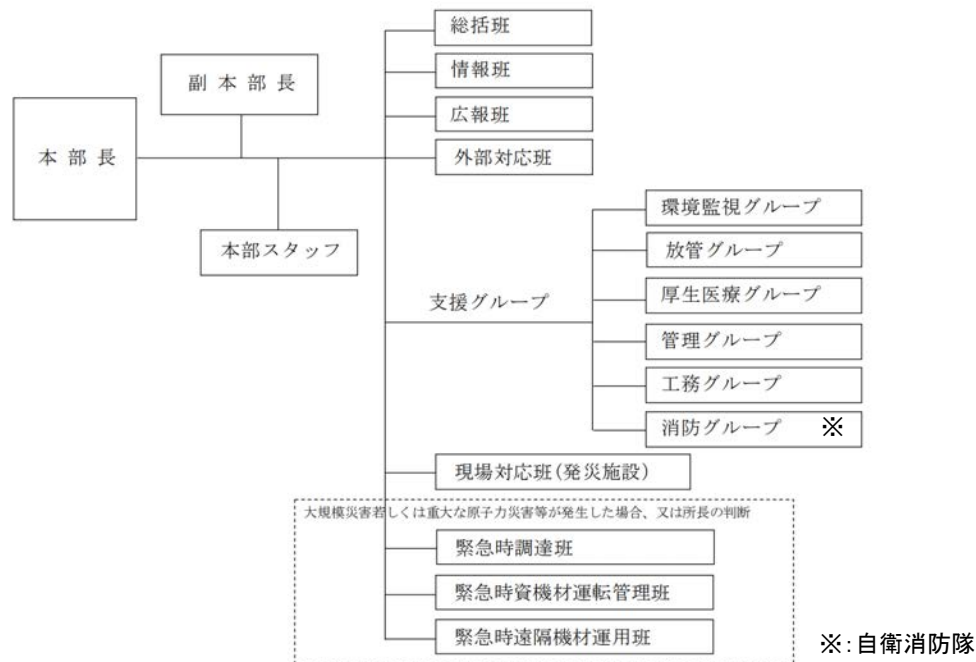 総括班
情報班
広報班
外部対応班
副本部長
本部長
本部スタッフ
支援グループ
環境監視グループ
放管グループ
厚生医療グループ
管理グループ
工務グループ
消防グループ ※
現場対応班(発災施設)
大規模災害若しくは重大な原子力災害等が発生した場合、又は所長の判断
緊急時調達班
緊急時資機材運転管理班
緊急時遠隔機材運用班
※:自衛消防隊